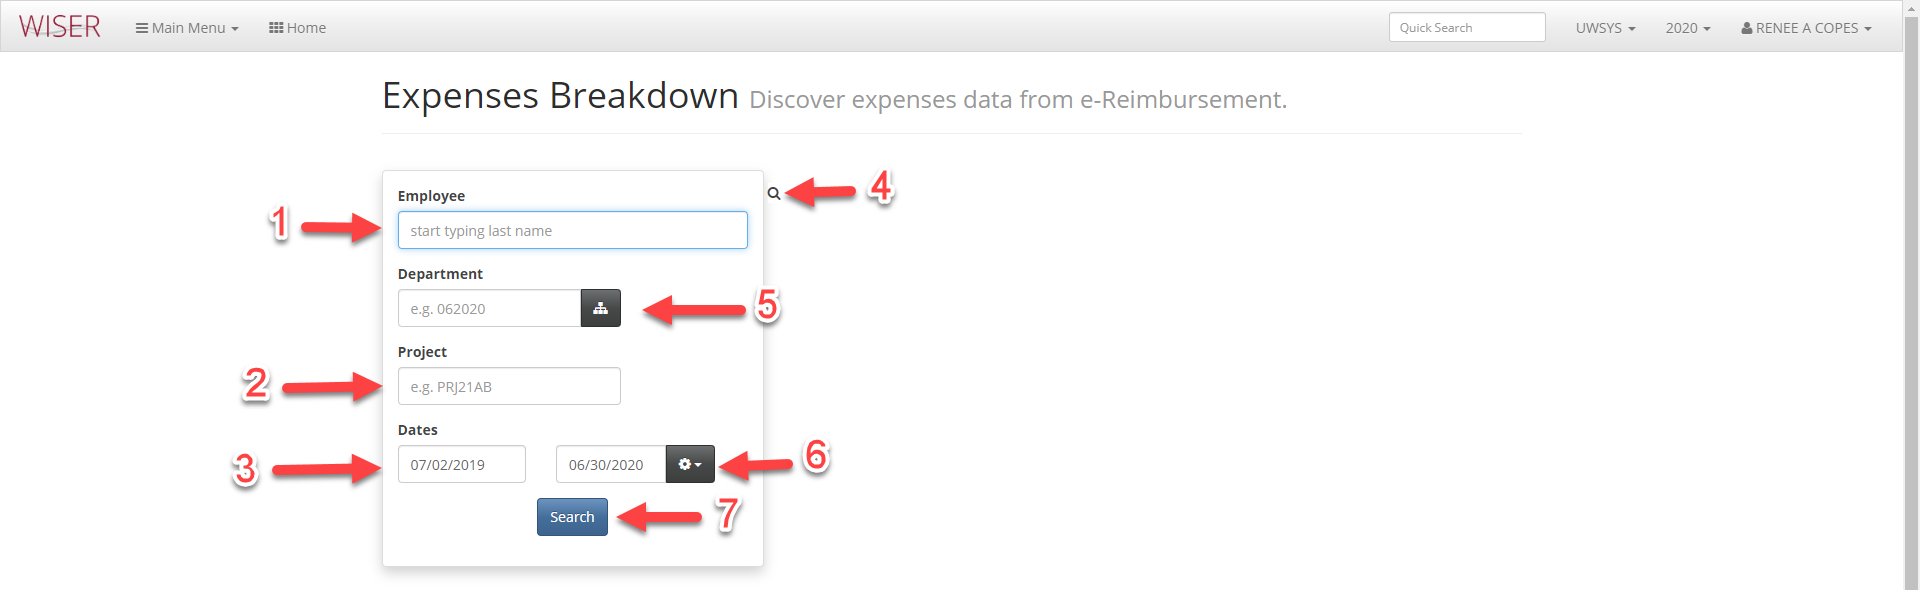 WISER Main Menu Home Quick Search UWSYS 2020 RENEE A COPES
Expenses Breakdown Discover expenses data from e-Reimbursement.
Employee
4
1
start typing last name
Department
e.g. 062020
5
Project
2
e.g. PRJ21AB
Dates
3
07/02/2019 06/30/2020
6
Search
7